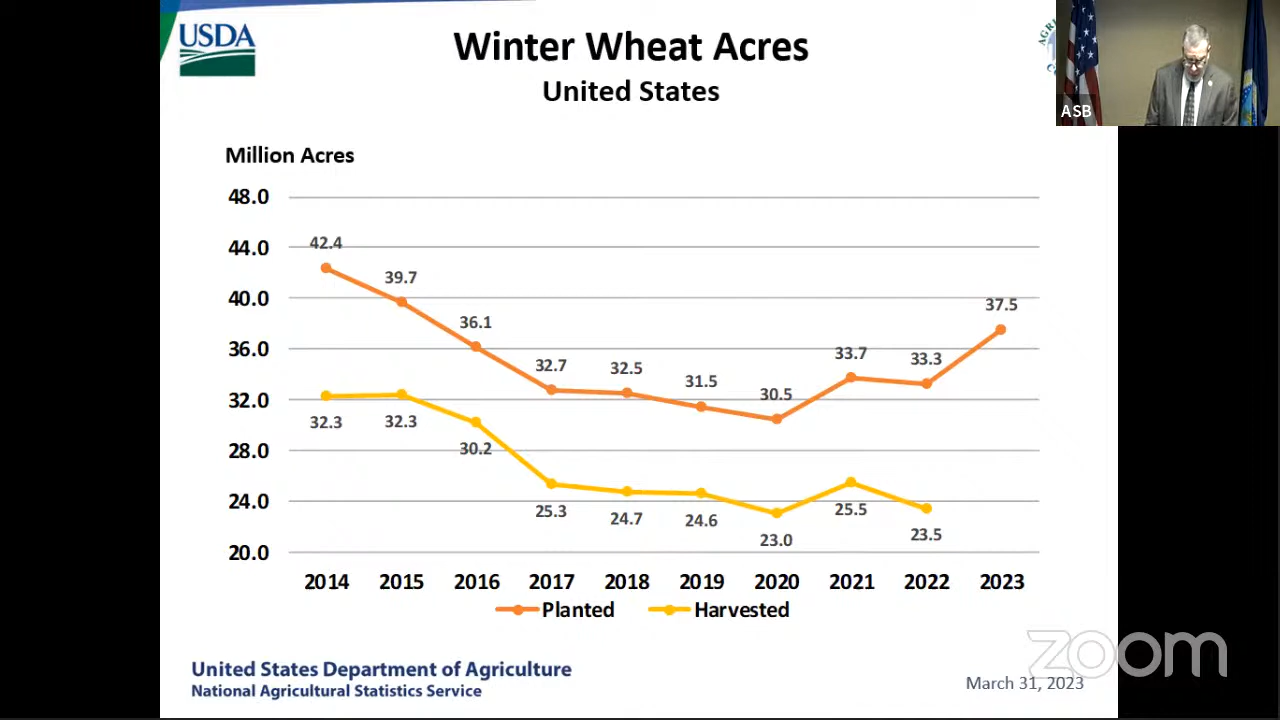 USDA
Winter Wheat Acres
United States
ASB
Million Acres
48.0
44.0
40.0
36.0
32.0
28.0
24.0
20.0
42.4
39.7
36.1
32.7
32.5
31.5
30.5
33.7
33.3
37.5
32.3
32.3
30.2
25.3
24.7
24.6
23.0
25.5
23.5
2014 2015 2016 2017 2018 2019 2020 2021 2022 2023
Planted Harvested
United States Department of Agriculture
National Agricultural Statistics Service
March 31, 2023
zoom